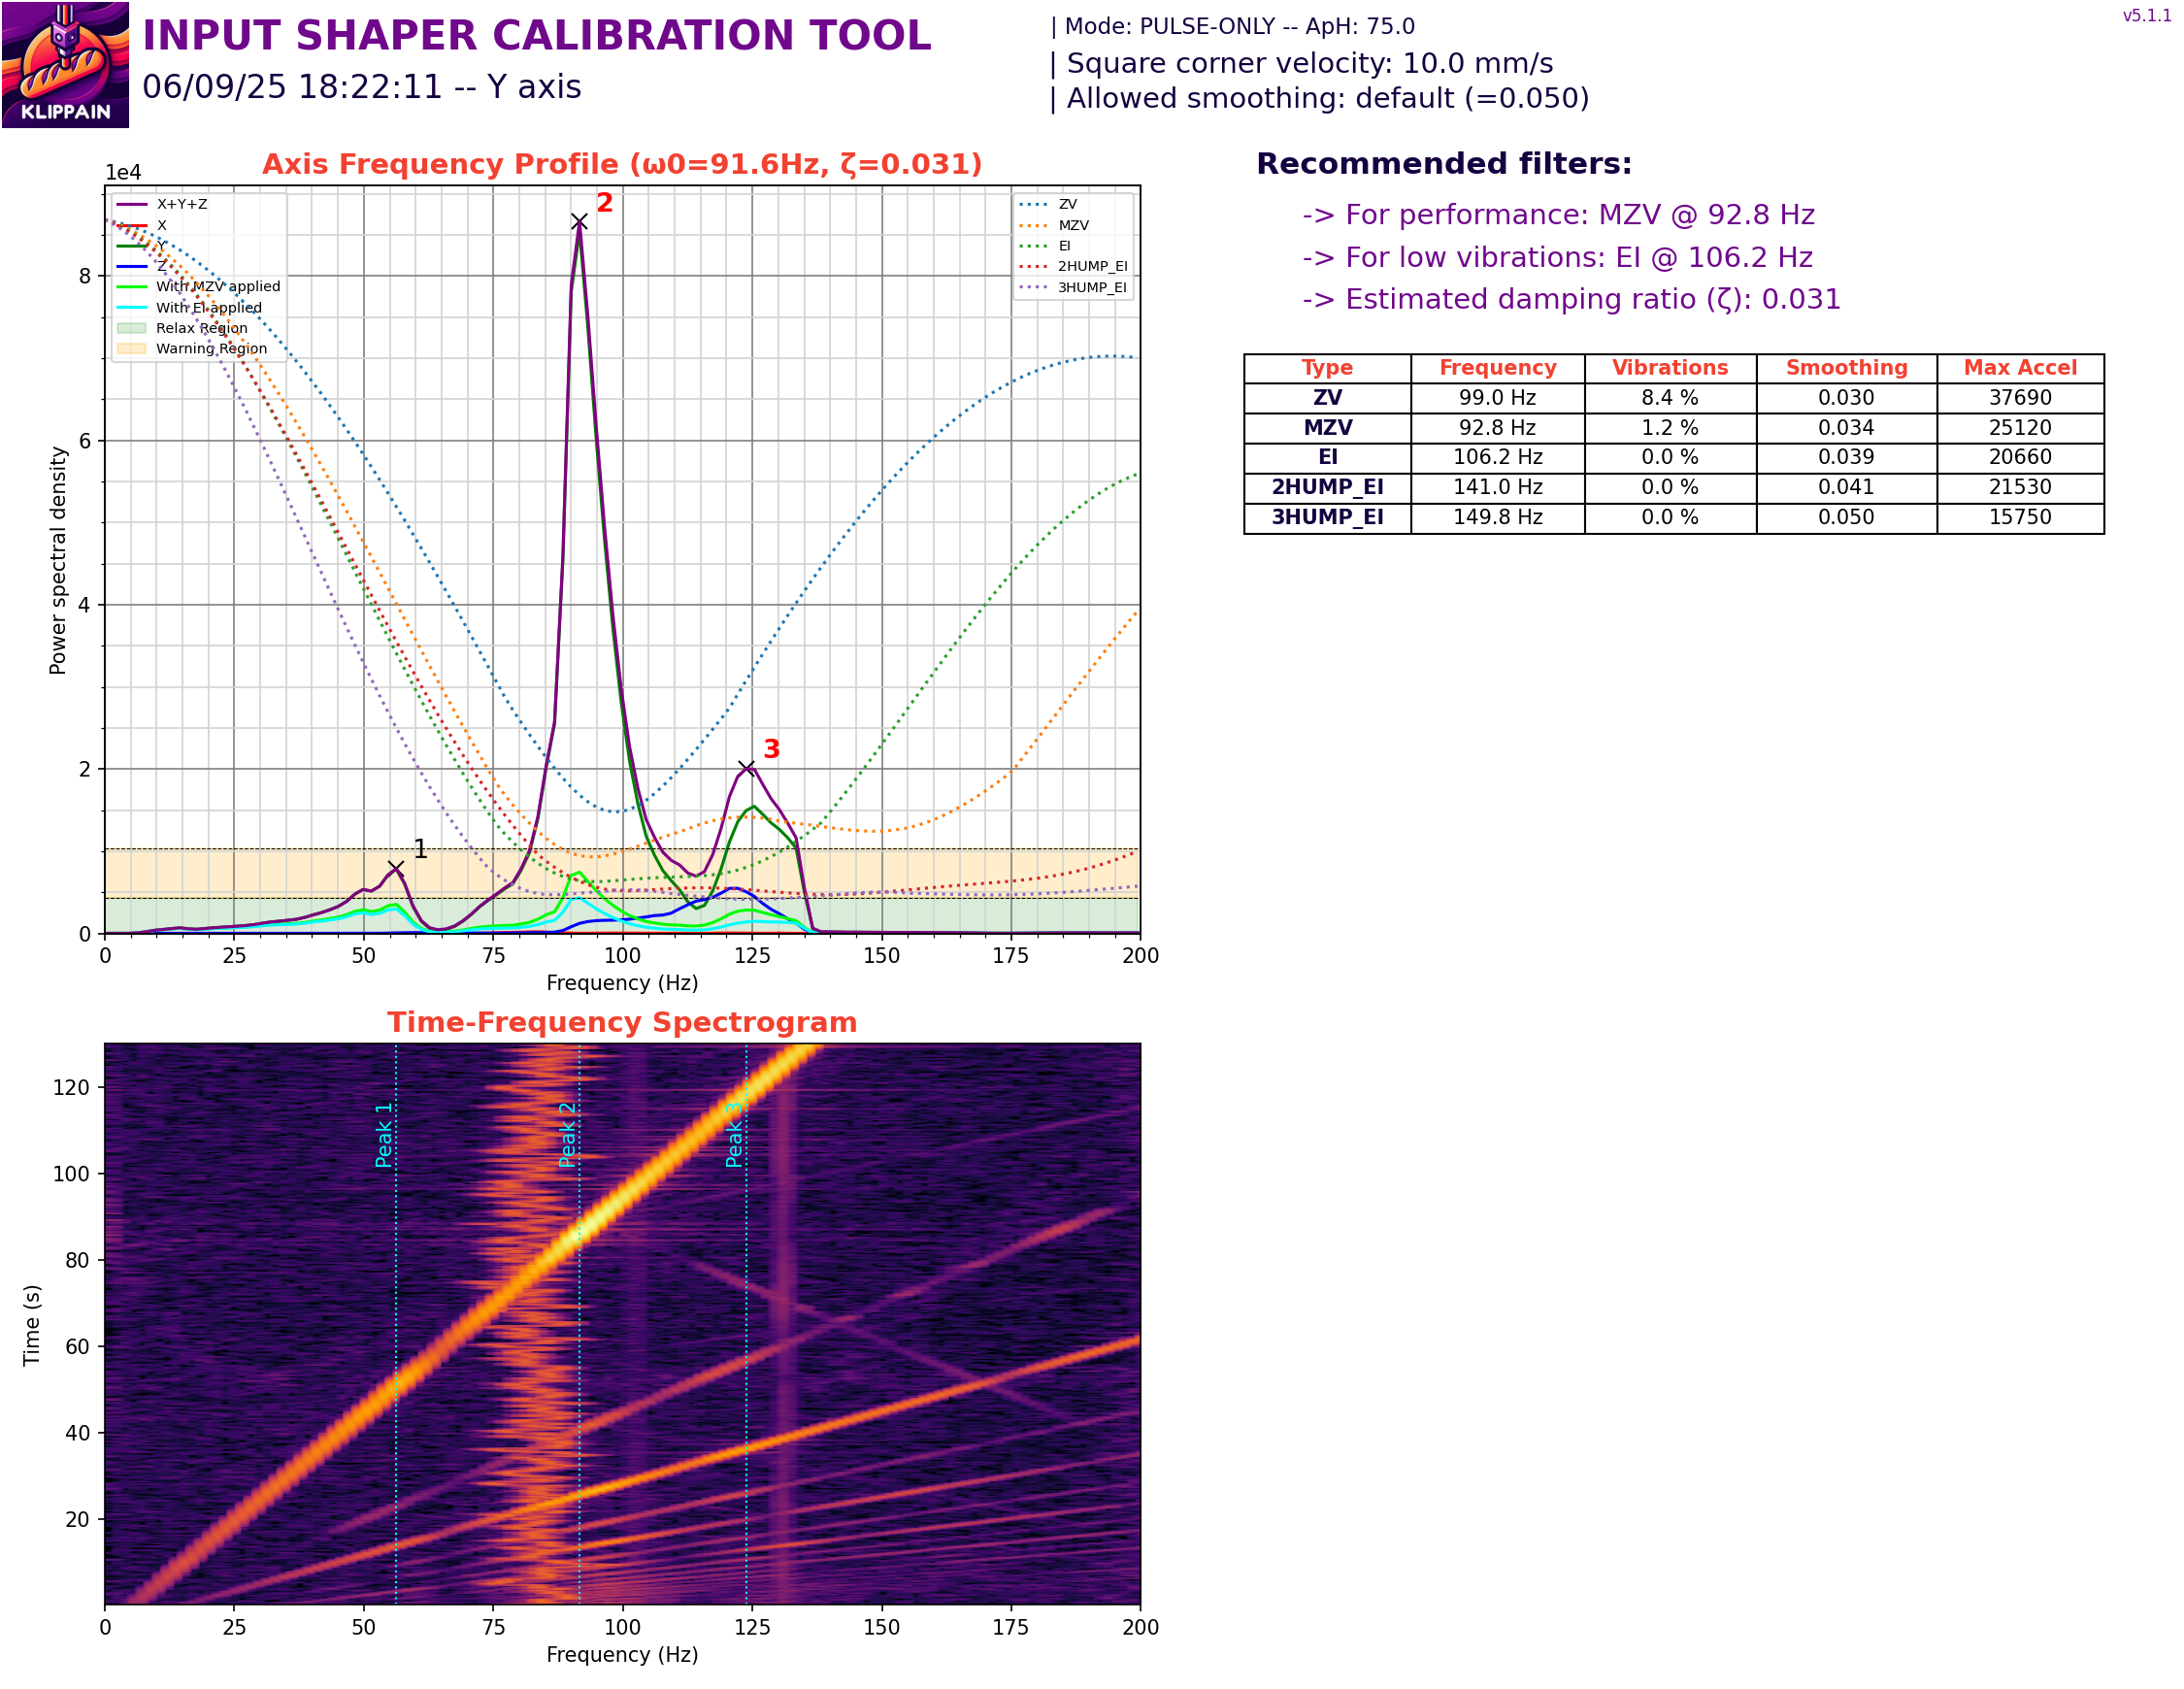 INPUT SHAPER CALIBRATION TOOL
06/09/25 18:22:11 -- Y axis
KLIPPAIN
| Mode: PULSE-ONLY -- ApH: 75.0
| Square corner velocity: 10.0 mm/s
| Allowed smoothing: default (=0.050)
v5.1.1
Axis Frequency Profile (ω0=91.6Hz, ζ=0.031)
1e4
X+Y+Z
X
Y
Z
With MZV applied
With EI applied
Relax Region
Warning Region
ZV
MZV
EI
2HUMP_EI
3HUMP_EI
1
2
3
Power spectral density
8
6
4
2
0
0 25 50 75 100 125 150 175 200
Frequency (Hz)
Recommended filters:
-> For performance: MZV @ 92.8 Hz
-> For low vibrations: EI @ 106.2 Hz
-> Estimated damping ratio (ζ): 0.031
Type Frequency Vibrations Smoothing Max Accel
ZV 99.0 Hz 8.4 % 0.030 37690
MZV 92.8 Hz 1.2 % 0.034 25120
EI 106.2 Hz 0.0 % 0.039 20660
2HUMP_EI 141.0 Hz 0.0 % 0.041 21530
3HUMP_EI 149.8 Hz 0.0 % 0.050 15750
Time-Frequency Spectrogram
Peak 1
Peak 2
Peak 3
Time (s)
120
100
80
60
40
20
0 25 50 75 100 125 150 175 200
Frequency (Hz)